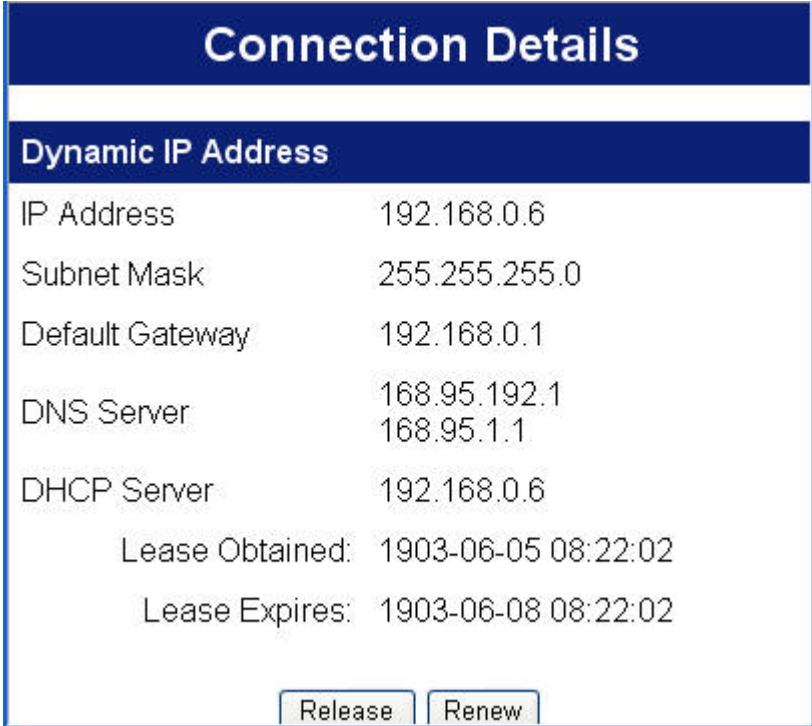 Connection Details
Dynamic IP Address
IP Address 192.168.0.6
Subnet Mask 255.255.255.0
Default Gateway 192.168.0.1
DNS Server 168.95.192.1
168.95.1.1
DHCP Server 192.168.0.6
Lease Obtained: 1903-06-05 08:22:02
Lease Expires: 1903-06-08 08:22:02
Release Renew